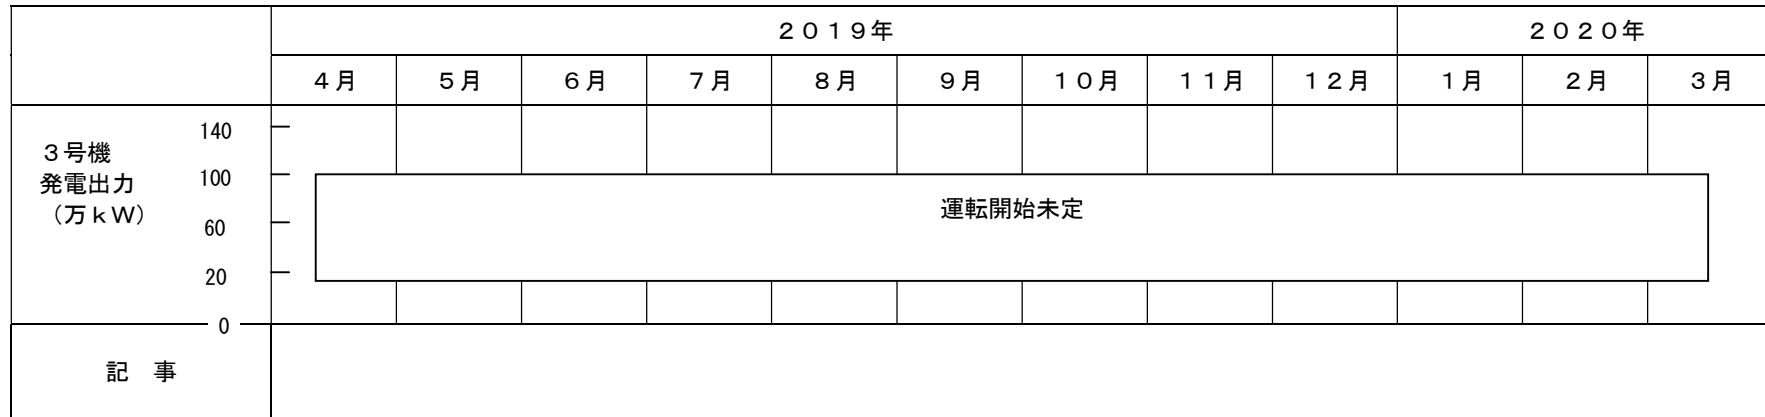 ２０１９年 ２０２０年
４月 ５月 ６月 ７月 ８月 ９月 １０月 １１月 １２月 １月 ２月 ３月
３号機
発電出力
（万ｋＷ）
140
100
60
20
0
運転開始未定
記　事